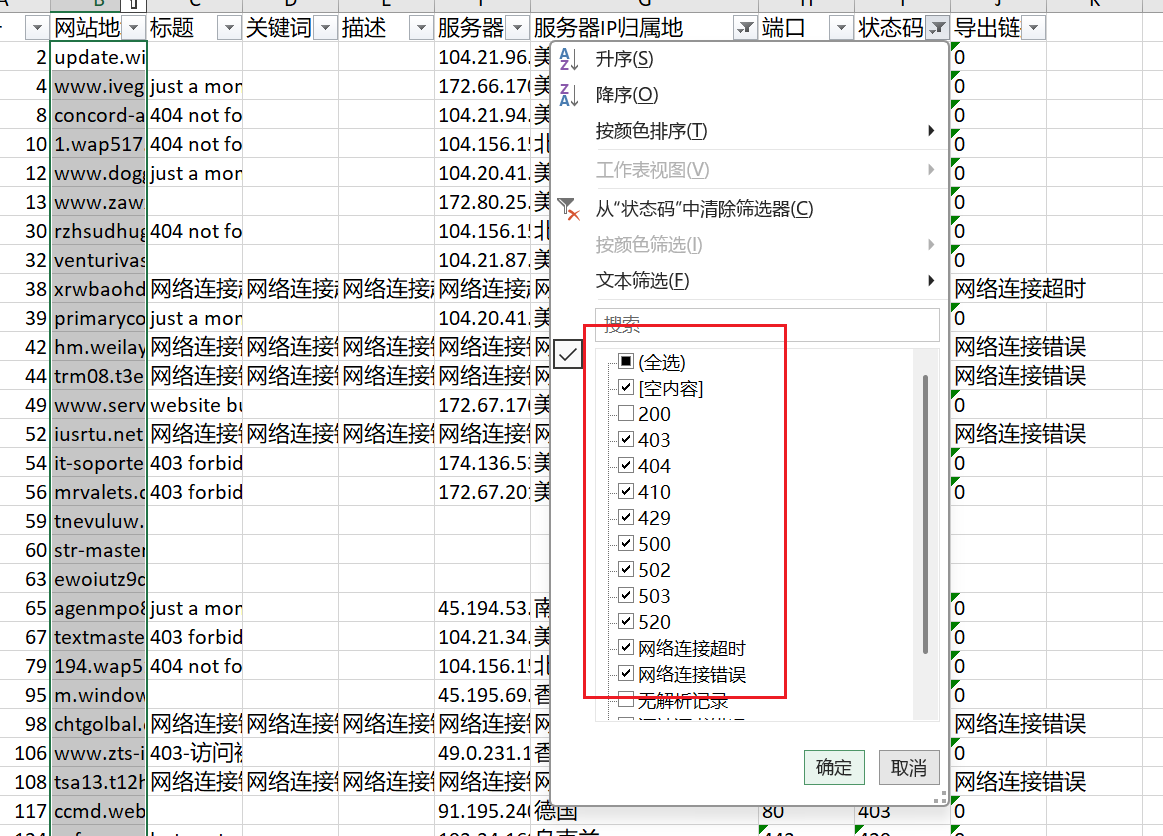 网站地 标题 关键词 描述 服务器 服务器IP归属地 端口 状态码 导出链
2 update.wi 104.21.96. 美 0
4 www.iveg just a mon 172.66.170 美 0
8 concord-a 404 not fo 104.21.94. 美 0
10 1.wap517 404 not fo 104.156.15 北 0
12 www.dogg just a mon 104.20.41. 美 0
13 www.zaw 172.80.25. 美 0
30 rzhsudhug 404 not fo 104.156.15 北 0
32 venturivas 104.21.87. 美 0
38 xrwbaohd 网络连接 网络连接 网络连接 网络连接 网络连接超时
39 primaryco just a mon 104.20.41. 美 0
42 hm.weilay 网络连接 网络连接 网络连接 网络连接 网 网络连接错误
44 trm08.t3e 网络连接 网络连接 网络连接 网络连接 网 网络连接错误
49 www.serv website bu 172.67.170 美 0
52 iusrtu.net 网络连接 网络连接 网络连接 网络连接 网 网络连接错误
54 it-soporte 403 forbid 174.136.53 美 0
56 mrvalets.c 403 forbid 172.67.201 美 0
59 tnevuluw.
60 str-master
63 ewoiutz9c
65 agenmpo8 just a mon 45.194.53. 南 0
67 textmaste 403 forbid 104.21.34. 美 0
79 194.wap5 404 not fo 104.156.15 北 0
95 m.window 45.195.69. 香 0
98 chtgolbal. 网络连接 网络连接 网络连接 网络连接 网 网络连接错误
106 www.zts-i 403-访问 49.0.231.1 香 0
108 tsa13.t12h 网络连接 网络连接 网络连接 网络连接 网 网络连接错误
117 ccmd.web 91.195.240 德国 80 403 0
升序(S)
降序(O)
按颜色排序(T)
工作表视图(V)
从“状态码”中清除筛选器(C)
按颜色筛选(I)
文本筛选(F)
搜索
(全选)
[空内容]
200
403
404
410
429
500
502
503
520
网络连接超时
网络连接错误
无解析记录
确定 取消